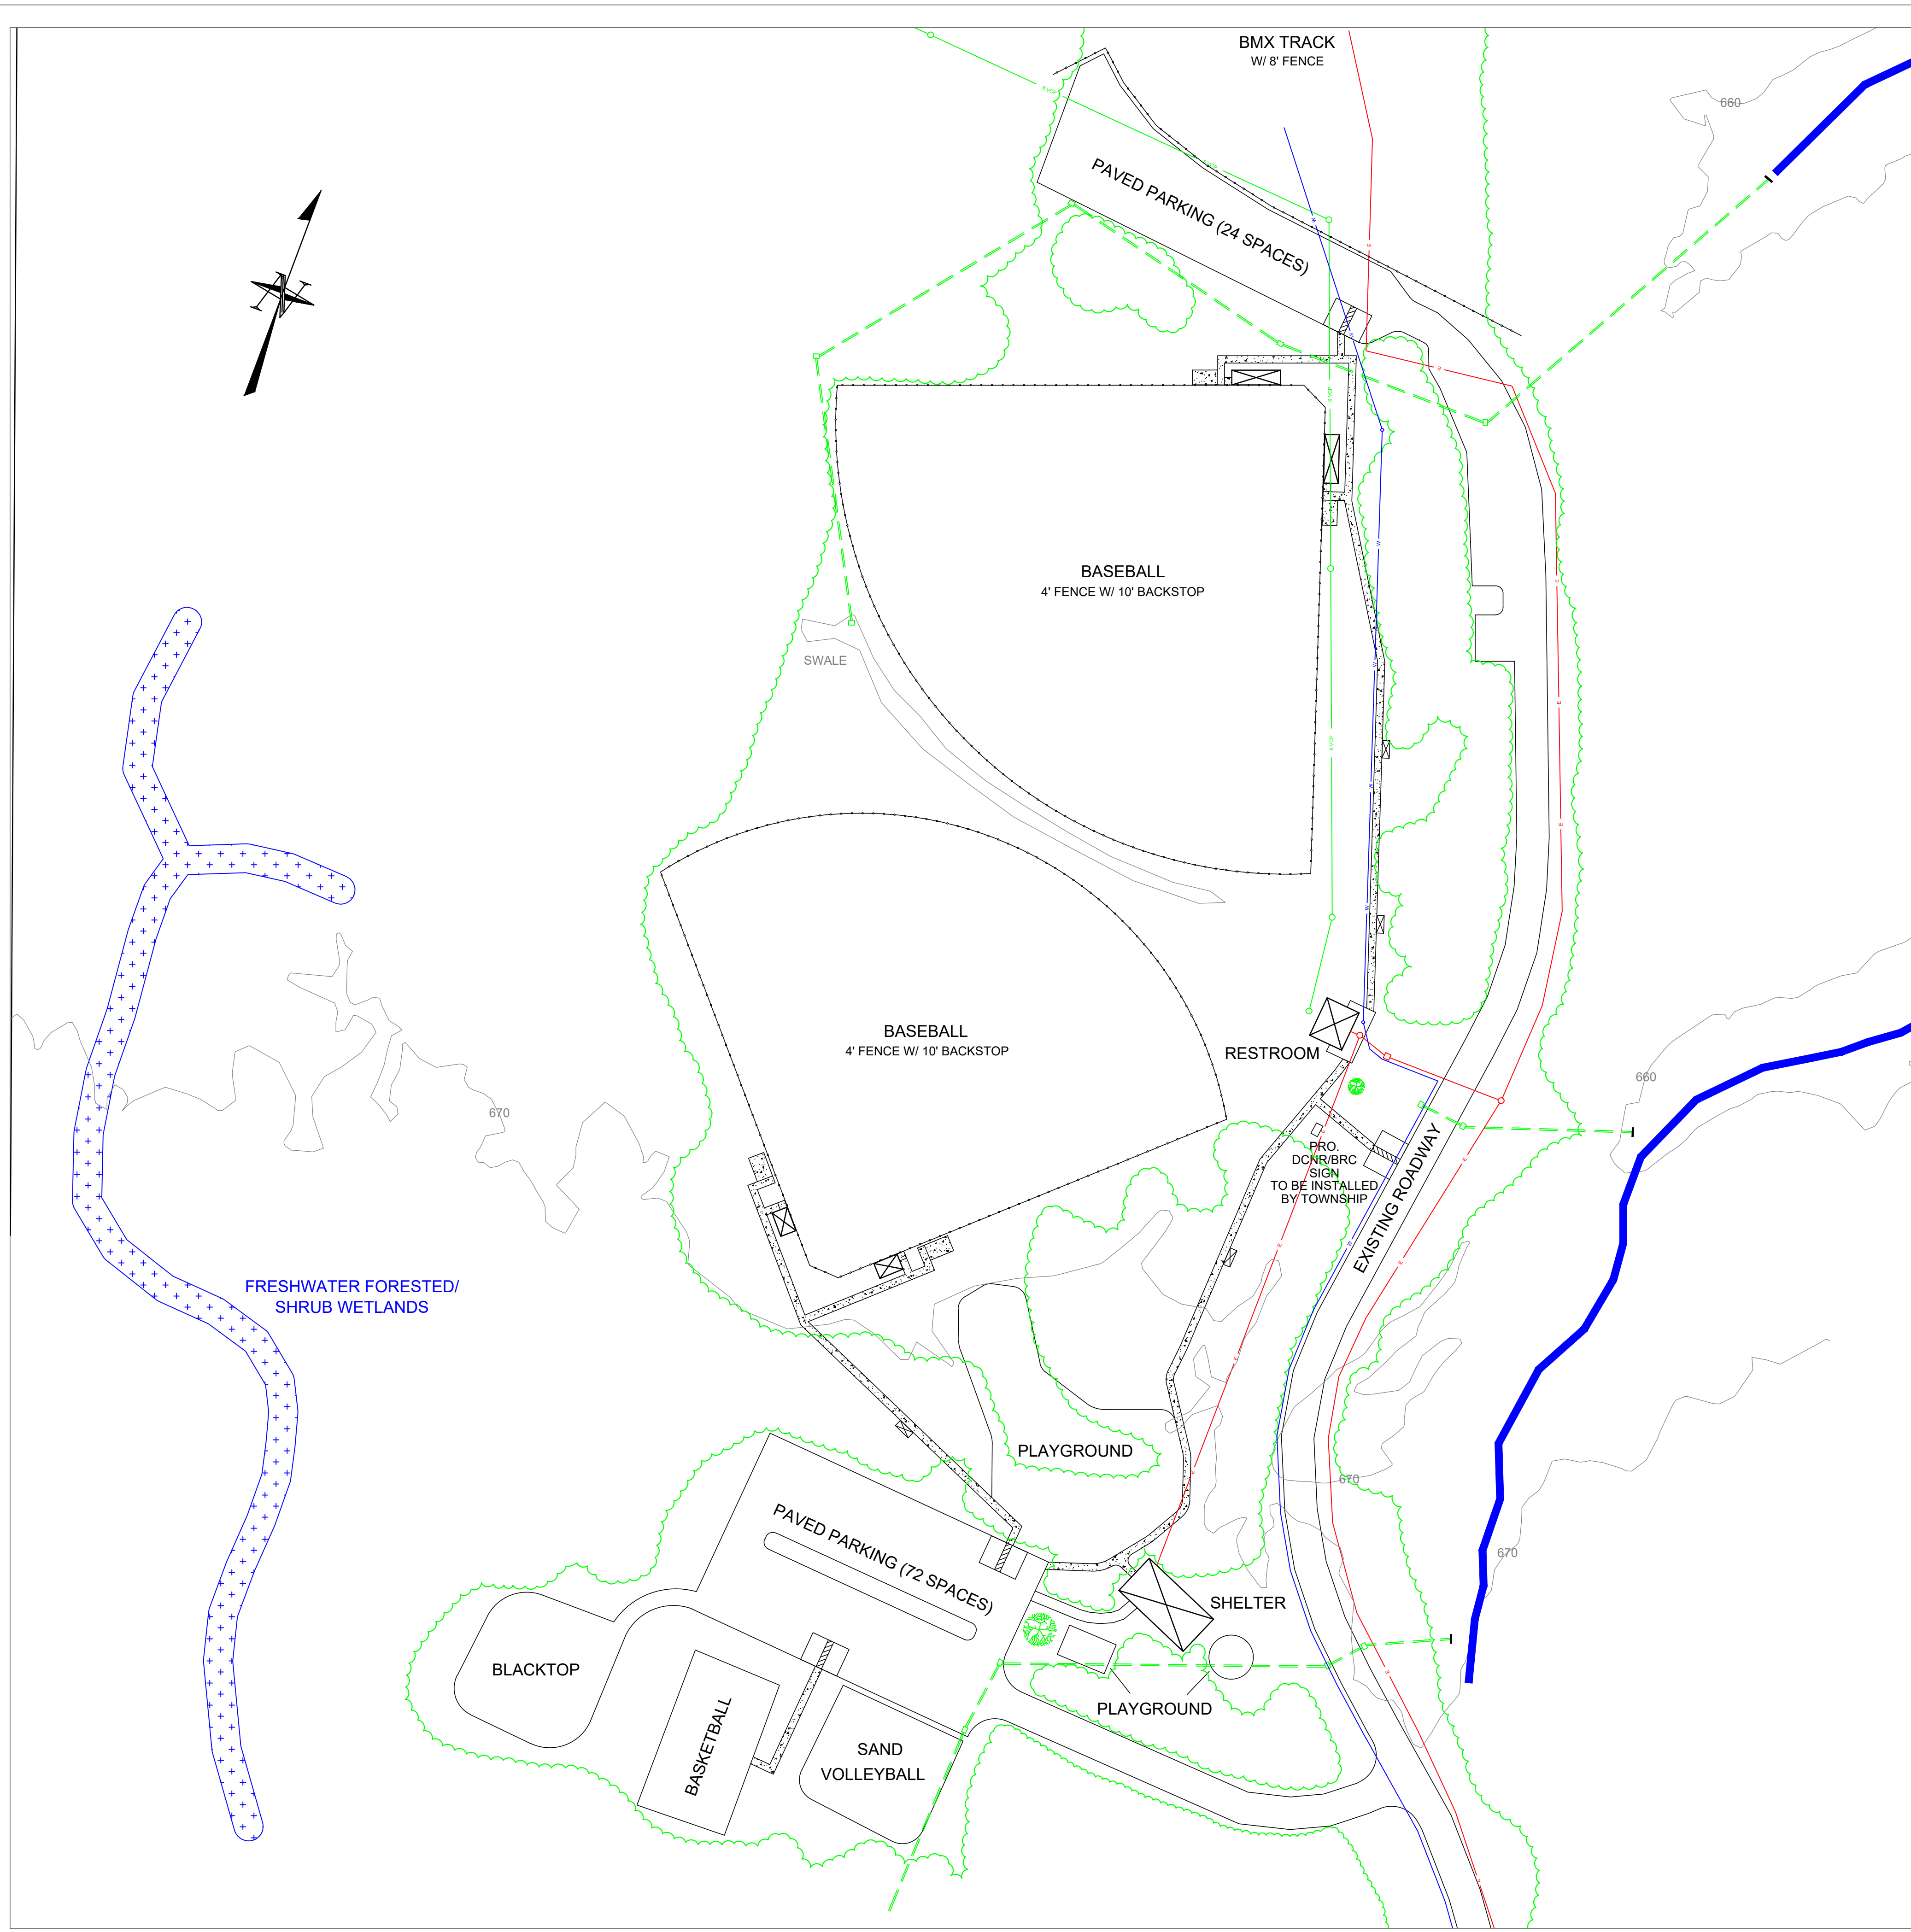 BMX TRACK
W/ 8' FENCE
660
PAVED PARKING (24 SPACES)
N
BASEBALL
4' FENCE W/ 10' BACKSTOP
SWALE
BASEBALL
4' FENCE W/ 10' BACKSTOP
RESTROOM
660
670
PRO.
DCNR/BRC
SIGN
TO BE INSTALLED
BY TOWNSHIP
EXISTING ROADWAY
FRESHWATER FORESTED/
SHRUB WETLANDS
PLAYGROUND
670
PAVED PARKING (72 SPACES)
670
SHELTER
BLACKTOP
BASKETBALL
PLAYGROUND
SAND
VOLLEYBALL